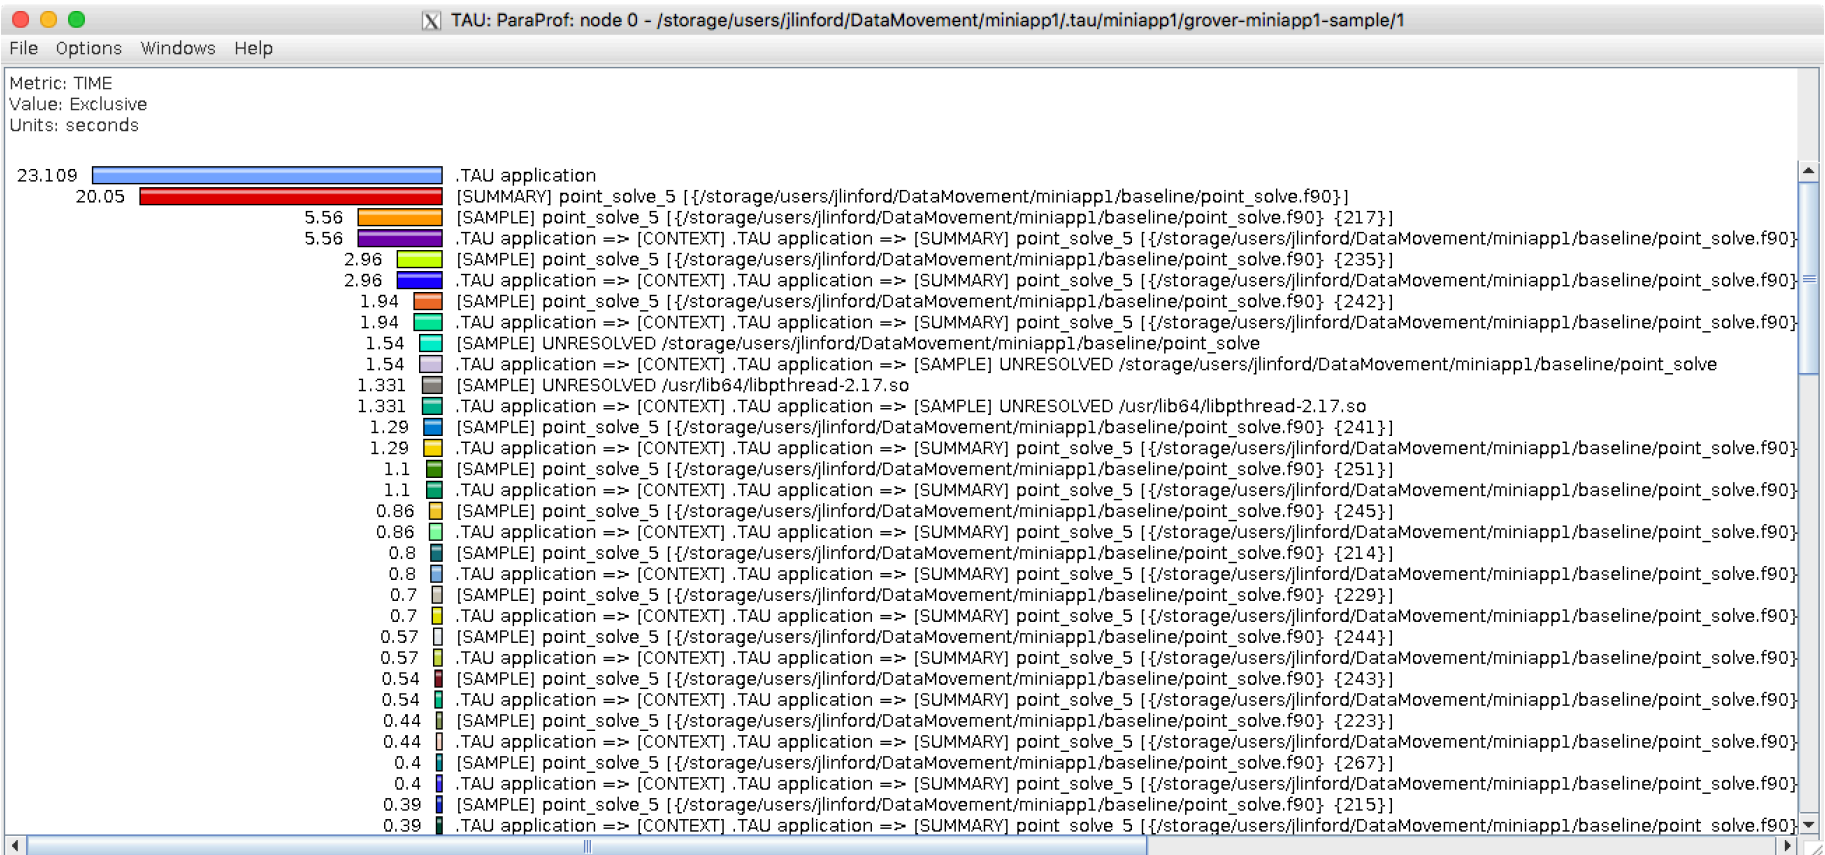 TAU: ParaProf: node 0 - /storage/users/jlinford/DataMovement/miniapp1/.tau/miniapp1/grover-miniapp1-sample/1
File Options Windows Help
Metric: TIME
Value: Exclusive
Units: seconds
23.109 .TAU application
20.05 [SUMMARY] point_solve_5 [{/storage/users/jlinford/DataMovement/miniapp1/baseline/point_solve.f90}]
5.56 [SAMPLE] point_solve_5 [{/storage/users/jlinford/DataMovement/miniapp1/baseline/point_solve.f90} {217}]
5.56 .TAU application => [CONTEXT] .TAU application => [SUMMARY] point_solve_5 [{/storage/users/jlinford/DataMovement/miniapp1/baseline/point_solve.f90}
2.96 [SAMPLE] point_solve_5 [{/storage/users/jlinford/DataMovement/miniapp1/baseline/point_solve.f90} {235}]
2.96 .TAU application => [CONTEXT] .TAU application => [SUMMARY] point_solve_5 [{/storage/users/jlinford/DataMovement/miniapp1/baseline/point_solve.f90}
1.94 [SAMPLE] point_solve_5 [{/storage/users/jlinford/DataMovement/miniapp1/baseline/point_solve.f90} {242}]
1.94 .TAU application => [CONTEXT] .TAU application => [SUMMARY] point_solve_5 [{/storage/users/jlinford/DataMovement/miniapp1/baseline/point_solve.f90}
1.54 [SAMPLE] UNRESOLVED /storage/users/jlinford/DataMovement/miniapp1/baseline/point_solve
1.54 .TAU application => [CONTEXT] .TAU application => [SAMPLE] UNRESOLVED /storage/users/jlinford/DataMovement/miniapp1/baseline/point_solve
1.331 [SAMPLE] UNRESOLVED /usr/lib64/libpthread-2.17.so
1.331 .TAU application => [CONTEXT] .TAU application => [SAMPLE] UNRESOLVED /usr/lib64/libpthread-2.17.so
1.29 [SAMPLE] point_solve_5 [{/storage/users/jlinford/DataMovement/miniapp1/baseline/point_solve.f90} {241}]
1.29 .TAU application => [CONTEXT] .TAU application => [SUMMARY] point_solve_5 [{/storage/users/jlinford/DataMovement/miniapp1/baseline/point_solve.f90}
1.1 [SAMPLE] point_solve_5 [{/storage/users/jlinford/DataMovement/miniapp1/baseline/point_solve.f90} {251}]
1.1 .TAU application => [CONTEXT] .TAU application => [SUMMARY] point_solve_5 [{/storage/users/jlinford/DataMovement/miniapp1/baseline/point_solve.f90}
0.86 [SAMPLE] point_solve_5 [{/storage/users/jlinford/DataMovement/miniapp1/baseline/point_solve.f90} {245}]
0.86 .TAU application => [CONTEXT] .TAU application => [SUMMARY] point_solve_5 [{/storage/users/jlinford/DataMovement/miniapp1/baseline/point_solve.f90}
0.8 [SAMPLE] point_solve_5 [{/storage/users/jlinford/DataMovement/miniapp1/baseline/point_solve.f90} {214}]
0.8 .TAU application => [CONTEXT] .TAU application => [SUMMARY] point_solve_5 [{/storage/users/jlinford/DataMovement/miniapp1/baseline/point_solve.f90}
0.7 [SAMPLE] point_solve_5 [{/storage/users/jlinford/DataMovement/miniapp1/baseline/point_solve.f90} {229}]
0.7 .TAU application => [CONTEXT] .TAU application => [SUMMARY] point_solve_5 [{/storage/users/jlinford/DataMovement/miniapp1/baseline/point_solve.f90}
0.57 [SAMPLE] point_solve_5 [{/storage/users/jlinford/DataMovement/miniapp1/baseline/point_solve.f90} {244}]
0.57 .TAU application => [CONTEXT] .TAU application => [SUMMARY] point_solve_5 [{/storage/users/jlinford/DataMovement/miniapp1/baseline/point_solve.f90}
0.54 [SAMPLE] point_solve_5 [{/storage/users/jlinford/DataMovement/miniapp1/baseline/point_solve.f90} {243}]
0.54 .TAU application => [CONTEXT] .TAU application => [SUMMARY] point_solve_5 [{/storage/users/jlinford/DataMovement/miniapp1/baseline/point_solve.f90}
0.44 [SAMPLE] point_solve_5 [{/storage/users/jlinford/DataMovement/miniapp1/baseline/point_solve.f90} {223}]
0.44 .TAU application => [CONTEXT] .TAU application => [SUMMARY] point_solve_5 [{/storage/users/jlinford/DataMovement/miniapp1/baseline/point_solve.f90}
0.4 [SAMPLE] point_solve_5 [{/storage/users/jlinford/DataMovement/miniapp1/baseline/point_solve.f90} {267}]
0.4 .TAU application => [CONTEXT] .TAU application => [SUMMARY] point_solve_5 [{/storage/users/jlinford/DataMovement/miniapp1/baseline/point_solve.f90}
0.39 [SAMPLE] point_solve_5 [{/storage/users/jlinford/DataMovement/miniapp1/baseline/point_solve.f90} {215}]
0.39 .TAU application => [CONTEXT] .TAU application => [SUMMARY] point_solve_5 [{/storage/users/jlinford/DataMovement/miniapp1/baseline/point_solve.f90}